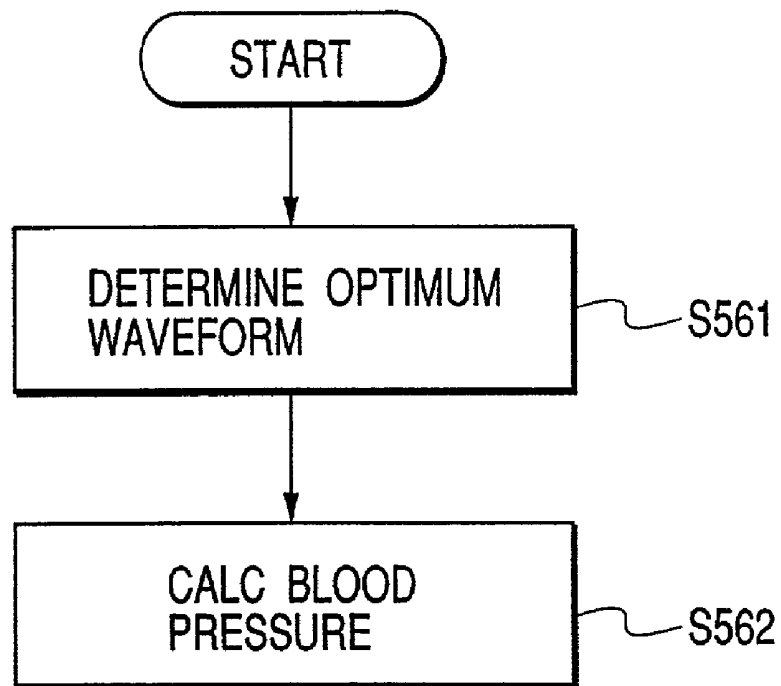 START
DETERMINE OPTIMUM
WAVEFORM
S561
CALC BLOOD
PRESSURE
S562